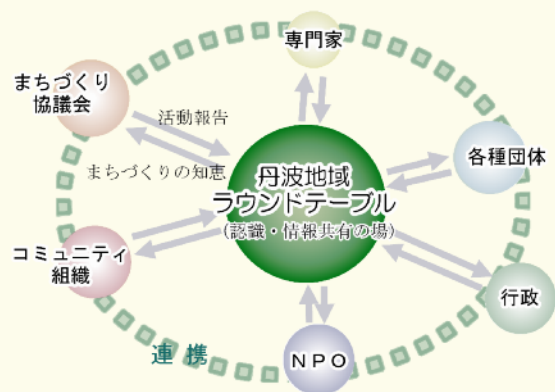 専門家
まちづくり
協議会
活動報告
まちづくりの知恵
各種団体
丹波地域
ラウンドテーブル
(認識・情報共有の場)
コミュニティ
組織
行政
連携
NPO